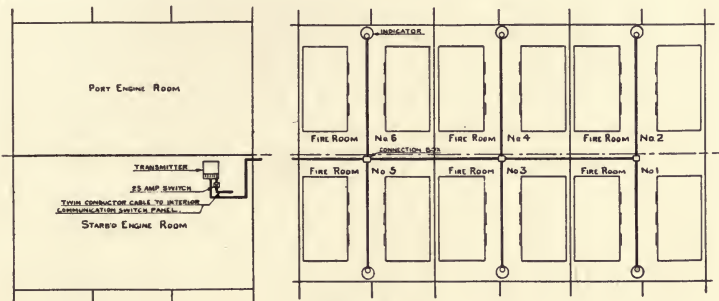 INDICATOR
PORT ENGINE ROOM
FIRE ROOM No 6 FIRE ROOM No 4 FIRE ROOM No. 2
CONNECTION BOX
TRANSMITTER
FIRE ROOM No 5 FIRE ROOM No 3 FIRE ROOM No 1
25 AMP SWITCH
TWIN CONDUCTOR CABLE TO INTERIOR
COMMUNICATION SWITCH PANEL.
STARB'D ENGINE ROOM